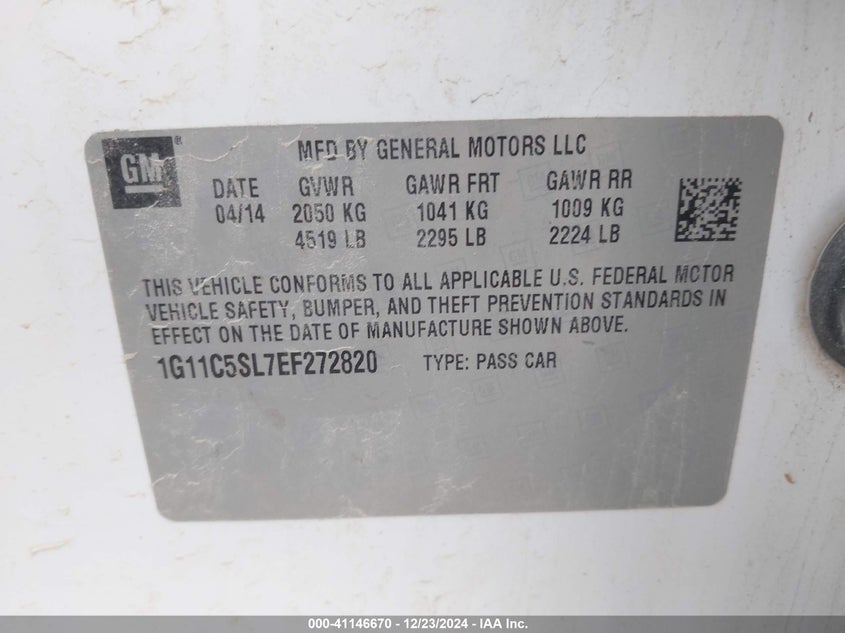 GM
MFD BY GENERAL MOTORS LLC
DATE GVWR GAWR FRT GAWR RR
04/14 2050 KG 1041 KG 1009 KG
4519 LB 2295 LB 2224 LB
THIS VEHICLE CONFORMS TO ALL APPLICABLE U.S. FEDERAL MOTOR
VEHICLE SAFETY, BUMPER, AND THEFT PREVENTION STANDARDS IN
EFFECT ON THE DATE OF MANUFACTURE SHOWN ABOVE.
1G11C5SL7EF272820 TYPE: PASS CAR
000-41146670 - 12/23/2024 - IAA Inc.